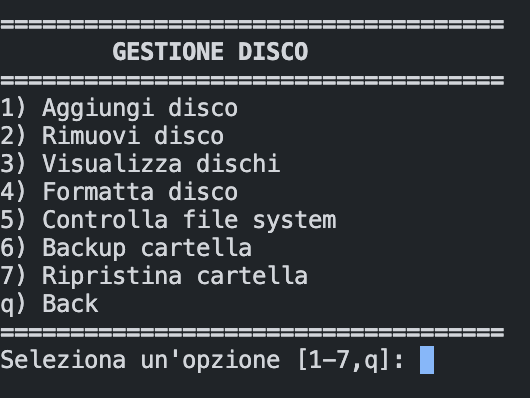 ====================================
GESTIONE DISCO
====================================
1) Aggiungi disco
2) Rimuovi disco
3) Visualizza dischi
4) Formatta disco
5) Controlla file system
6) Backup cartella
7) Ripristina cartella
q) Back
====================================
Seleziona un'opzione [1-7,q]: